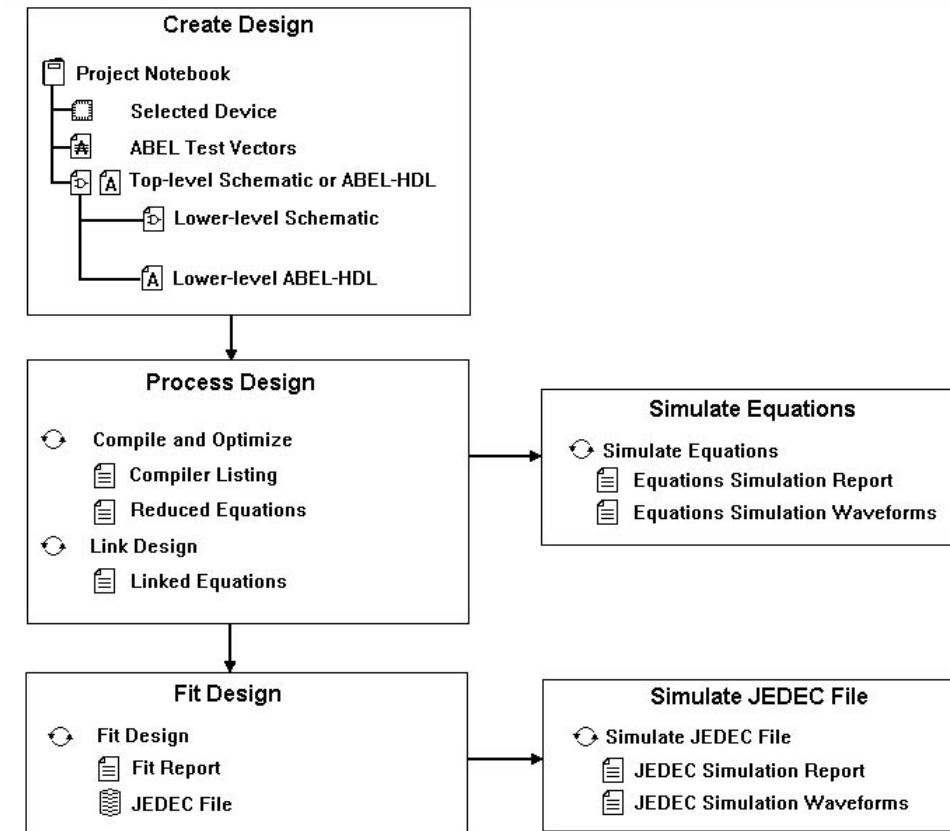 Create Design
Project Notebook
Selected Device
ABEL Test Vectors
Top-level Schematic or ABEL-HDL
Lower-level Schematic
Lower-level ABEL-HDL
Process Design
Compile and Optimize
Compiler Listing
Reduced Equations
Link Design
Linked Equations
Simulate Equations
Simulate Equations
Equations Simulation Report
Equations Simulation Waveforms
Fit Design
Fit Design
Fit Report
JEDEC File
Simulate JEDEC File
Simulate JEDEC File
JEDEC Simulation Report
JEDEC Simulation Waveforms